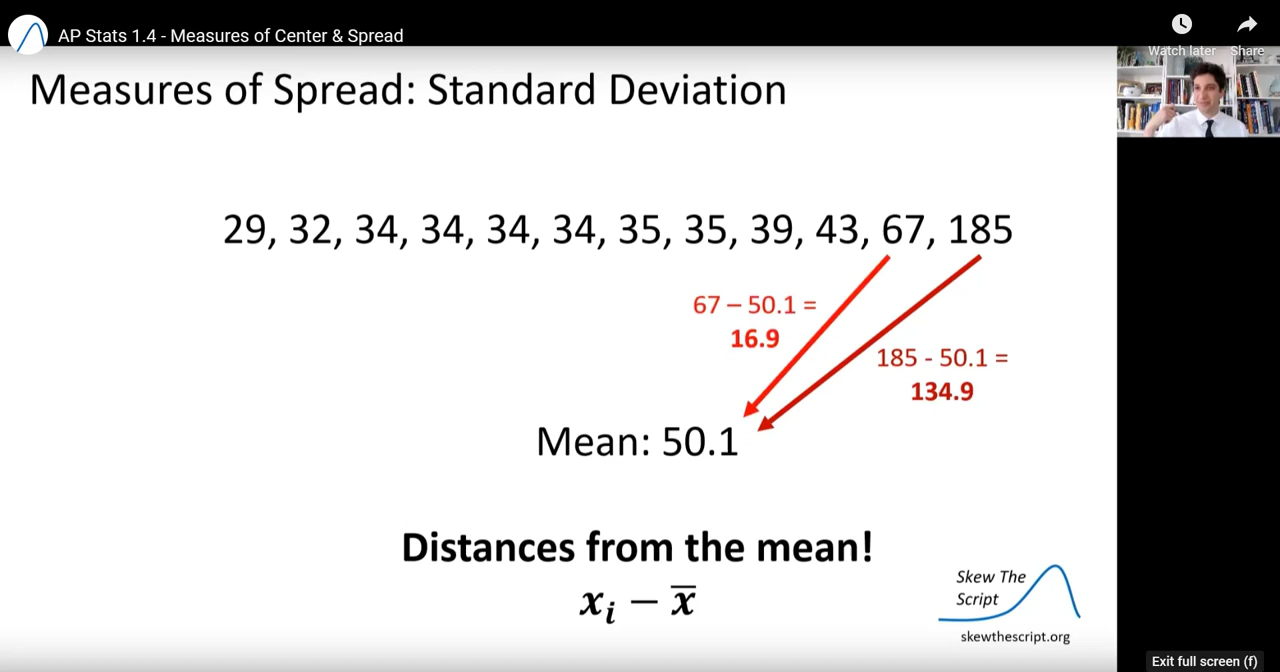 AP Stats 1.4 - Measures of Center & Spread
Watch later
Share
Measures of Spread: Standard Deviation
29, 32, 34, 34, 34, 34, 35, 35, 39, 43, 67, 185
67 – 50.1 =
16.9
185 - 50.1 =
134.9
Mean: 50.1
Distances from the mean!
xᵢ − x̅
Skew The
Script
skewthescript.org
Exit full screen (f)